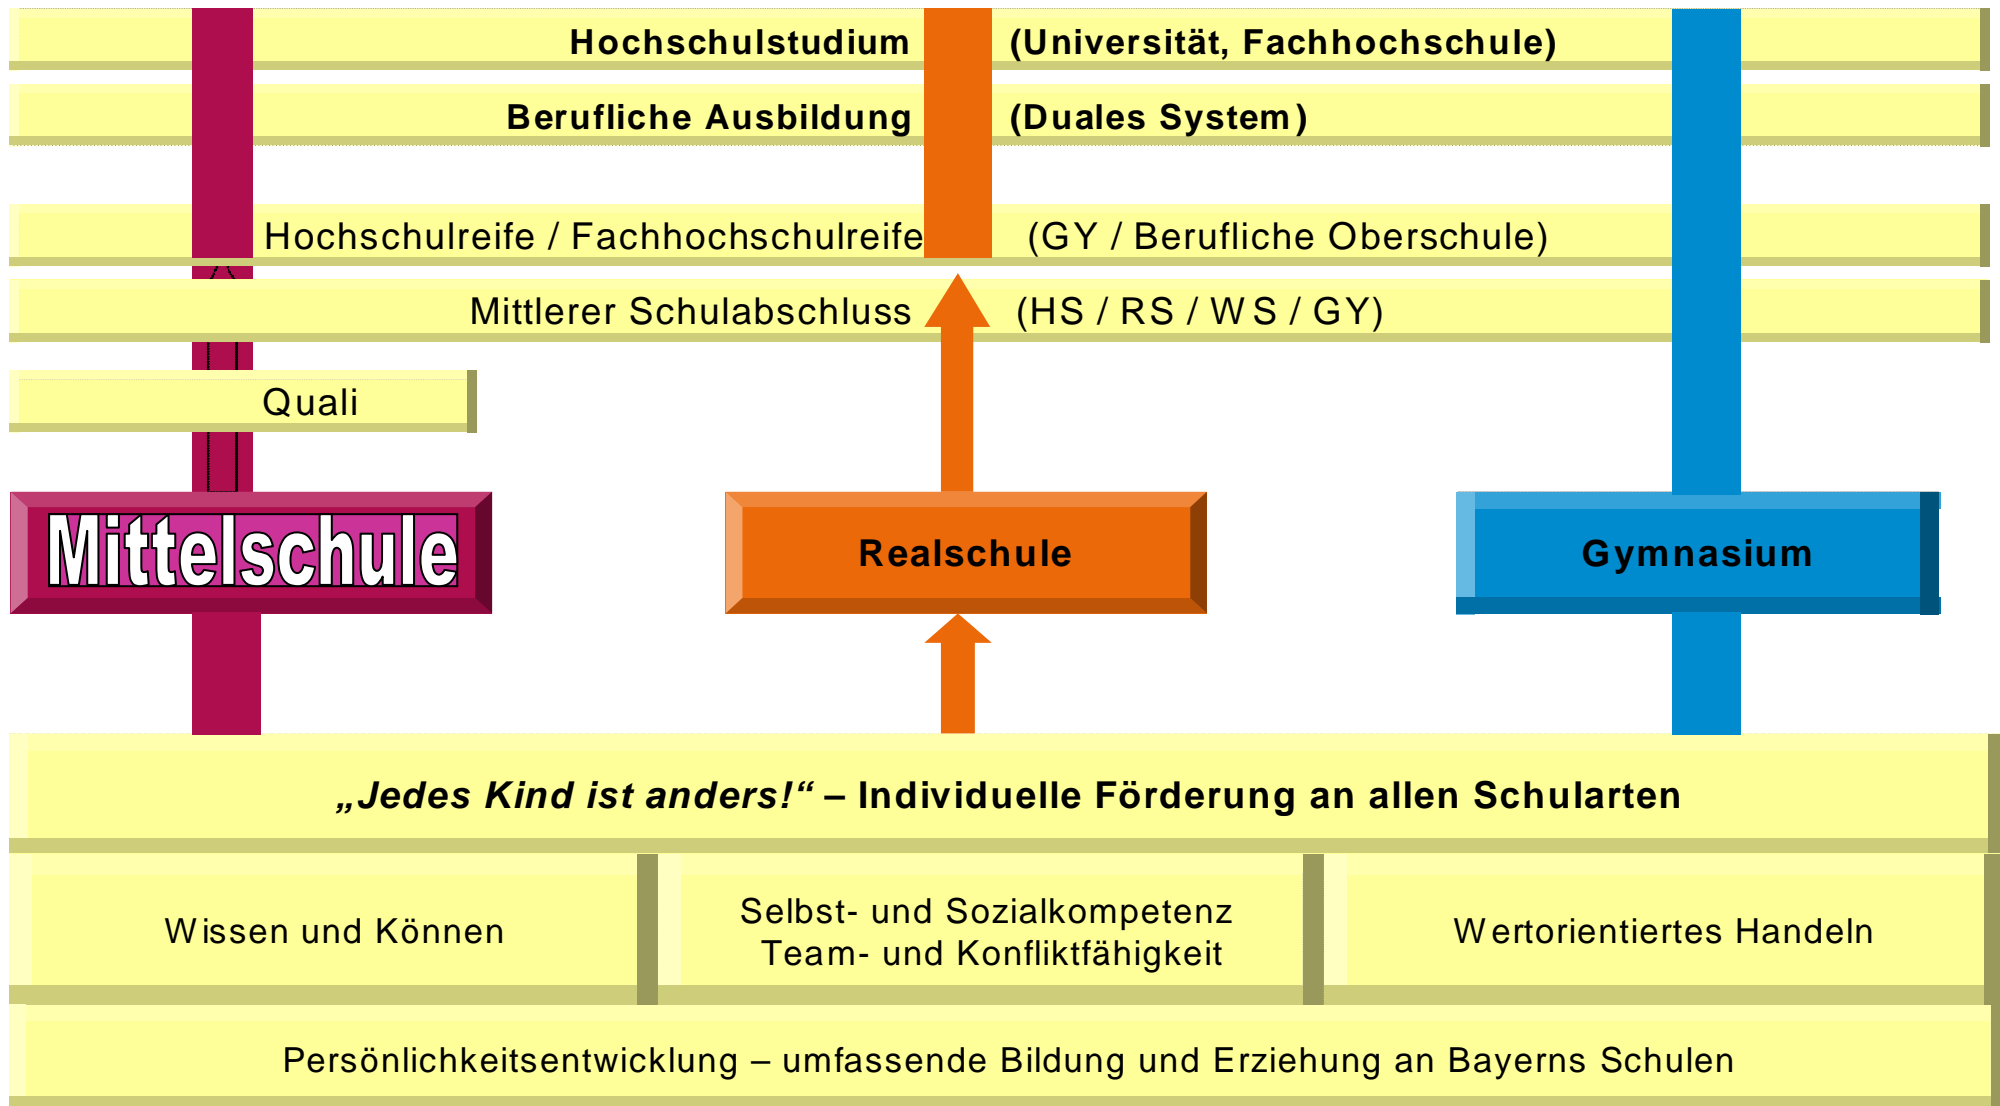 Hochschulstudium (Universität, Fachhochschule)
Berufliche Ausbildung (Duales System)
Hochschulreife / Fachhochschulreife (GY / Berufliche Oberschule)
Mittlerer Schulabschluss (HS / RS / WS / GY)
Quali
Mittelschule
Realschule
Gymnasium
„Jedes Kind ist anders!“ – Individuelle Förderung an allen Schularten
Wissen und Können
Selbst- und Sozialkompetenz
Team- und Konfliktfähigkeit
Wertorientiertes Handeln
Persönlichkeitsentwicklung – umfassende Bildung und Erziehung an Bayerns Schulen